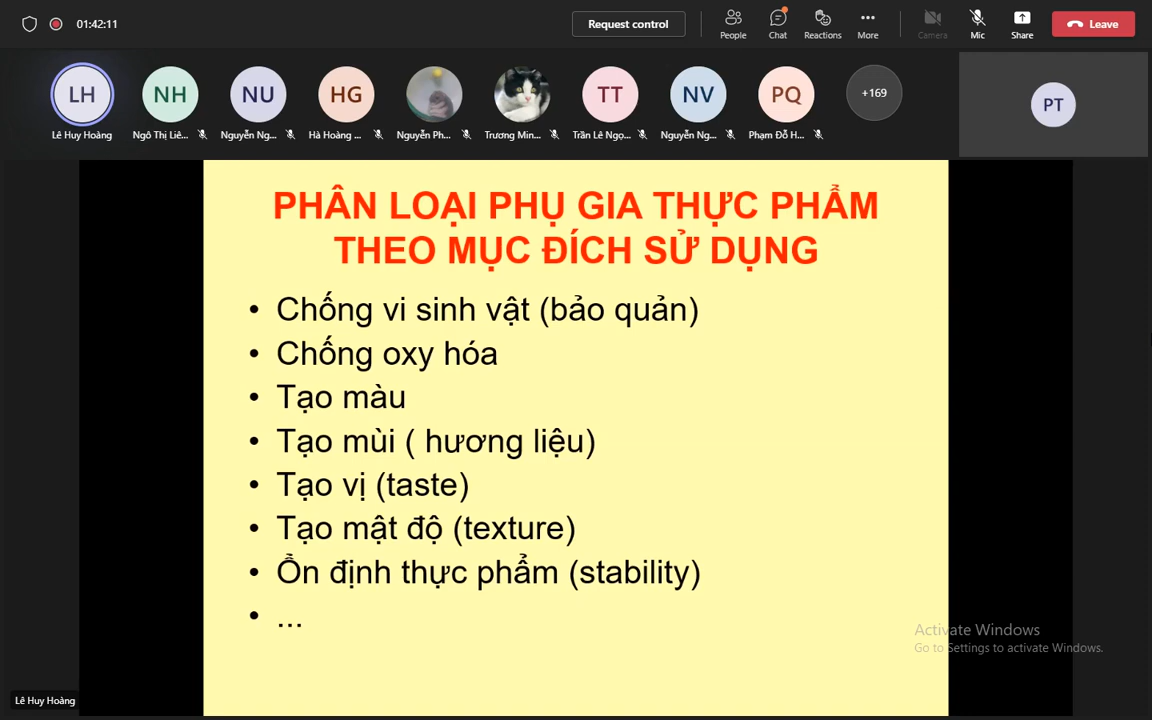 01:42:11
Request control
People
Chat
Reactions
More
Camera
Mic
Share
Leave
LH
NH
NU
HG
TT
NV
PQ
+169
PT
Lê Huy Hoàng
Ngô Thị Liê...
Nguyễn Ng...
Hà Hoàng ...
Nguyễn Ph...
Trương Min...
Trần Lê Ngọ...
Nguyễn Ng...
Phạm Đỗ H...
PHÂN LOẠI PHỤ GIA THỰC PHẨM
THEO MỤC ĐÍCH SỬ DỤNG
• Chống vi sinh vật (bảo quản)
• Chống oxy hóa
• Tạo màu
• Tạo mùi ( hương liệu)
• Tạo vị (taste)
• Tạo mật độ (texture)
• Ổn định thực phẩm (stability)
• ...
Activate Windows
Go to Settings to activate Windows.
Lê Huy Hoàng